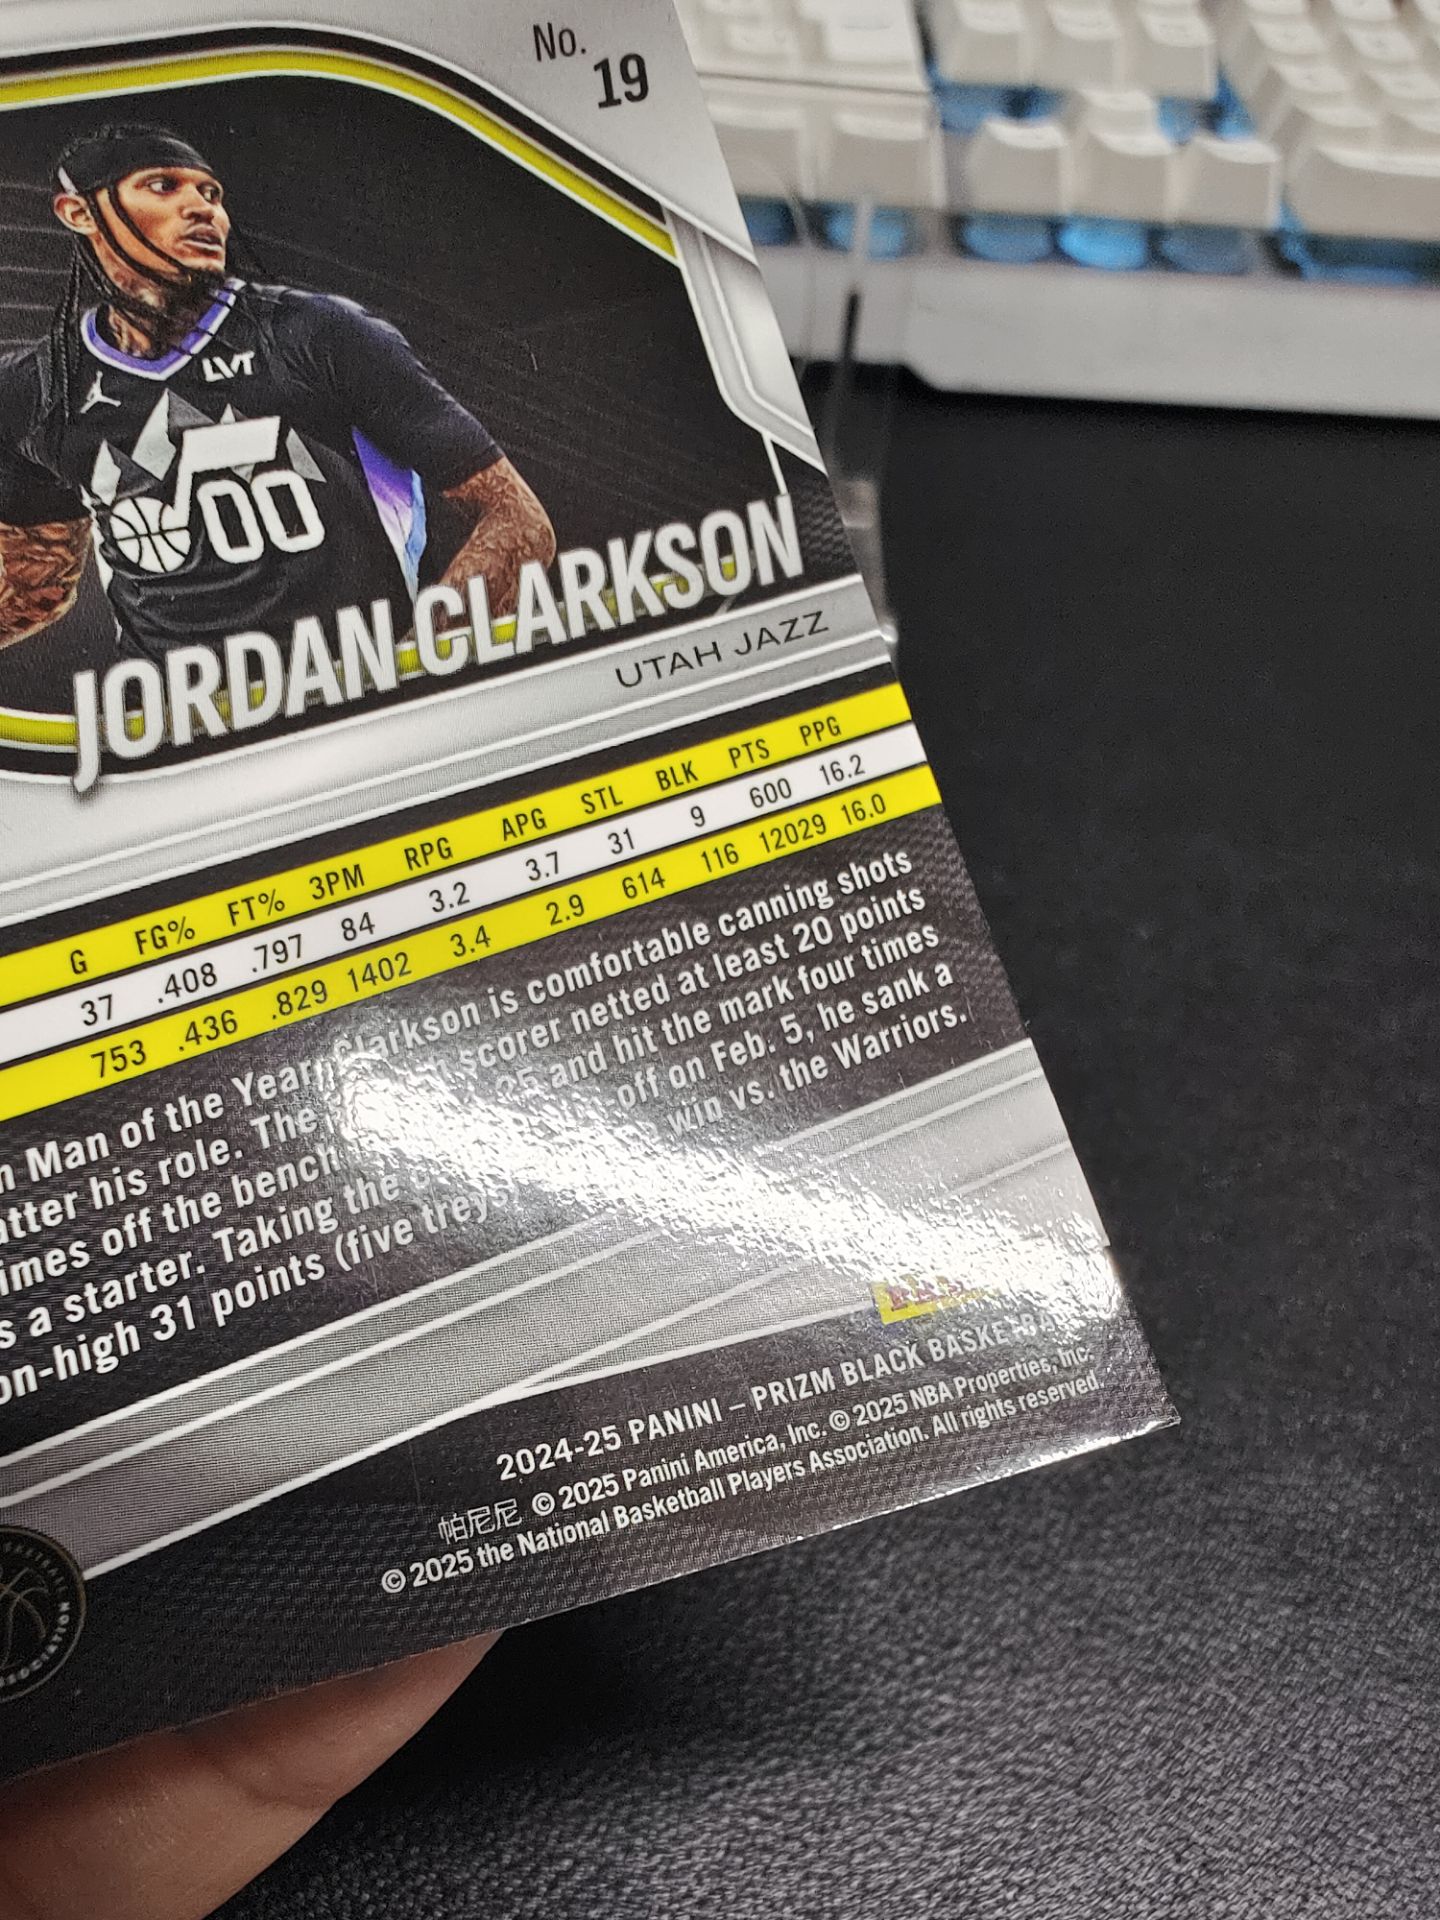 No.
19
LVT
00
JORDAN CLARKSON
UTAH JAZZ
G FG% FT% 3PM RPG APG STL BLK PTS PPG
37 .408 .797 84 3.2 3.7 31 9 600 16.2
753 .436 .829 1402 3.4 2.9 614 116 12029 16.0
Man of the Year, Clarkson is comfortable canning shots
his role. The scorer netted at least 20 points
off the bench 25 and hit the mark four times
s a starter. Taking the off on Feb. 5, he sank a
on-high 31 points (five treys) win vs. the Warriors.
2024-25 PANINI – PRIZM BLACK BASKETBALL
帕尼尼 © 2025 Panini America, Inc. © 2025 NBA Properties, Inc.
© 2025 the National Basketball Players Association. All rights reserved.